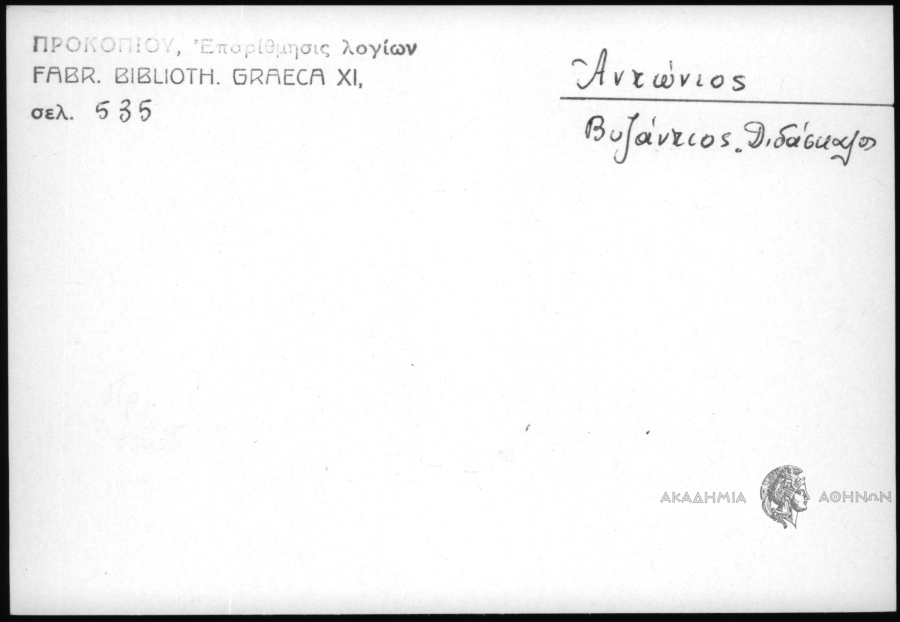 ΠΡΟΚΟΠΙΟΥ, Ἐπαρίθμησις λογίων
FABR. BIBLIOTH. GRAECA XI,
σελ. 535
Ἀντώνιος
Βυζάντιος. Διδάσκαλος
ΑΚΑΔΗΜΙΑ ΑΘΗΝΩΝ